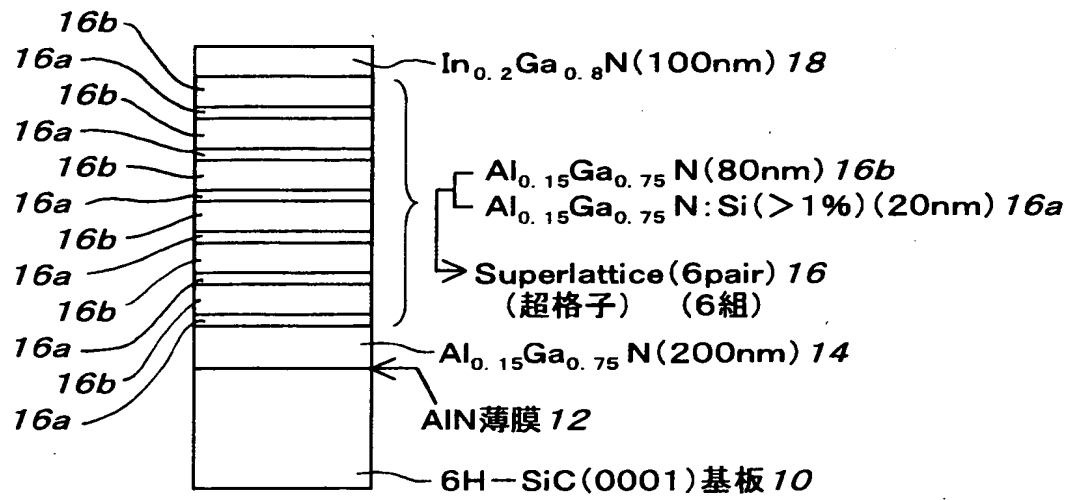 16b
16a
16b
16a
16b
16a
16b
16a
16b
16a
16b
16a
In0.2Ga0.8N(100nm) 18
Al0.15Ga0.75N(80nm) 16b
Al0.15Ga0.75N:Si(>1%)(20nm) 16a
Superlattice(6pair) 16
(超格子) (6組)
Al0.15Ga0.75N(200nm) 14
AlN薄膜 12
6H-SiC(0001)基板 10